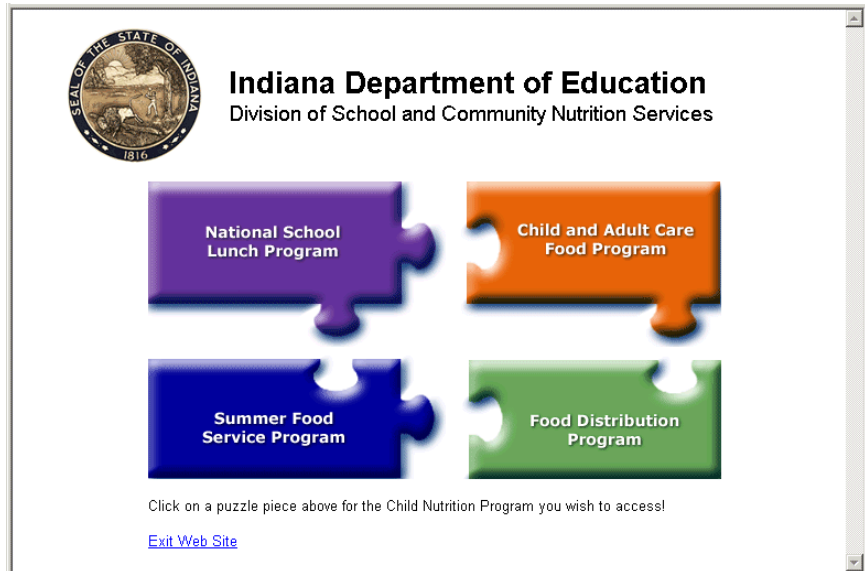 SEAL OF THE STATE OF INDIANA
1816
Indiana Department of Education
Division of School and Community Nutrition Services
National School
Lunch Program
Child and Adult Care
Food Program
Summer Food
Service Program
Food Distribution
Program
Click on a puzzle piece above for the Child Nutrition Program you wish to access!
Exit Web Site